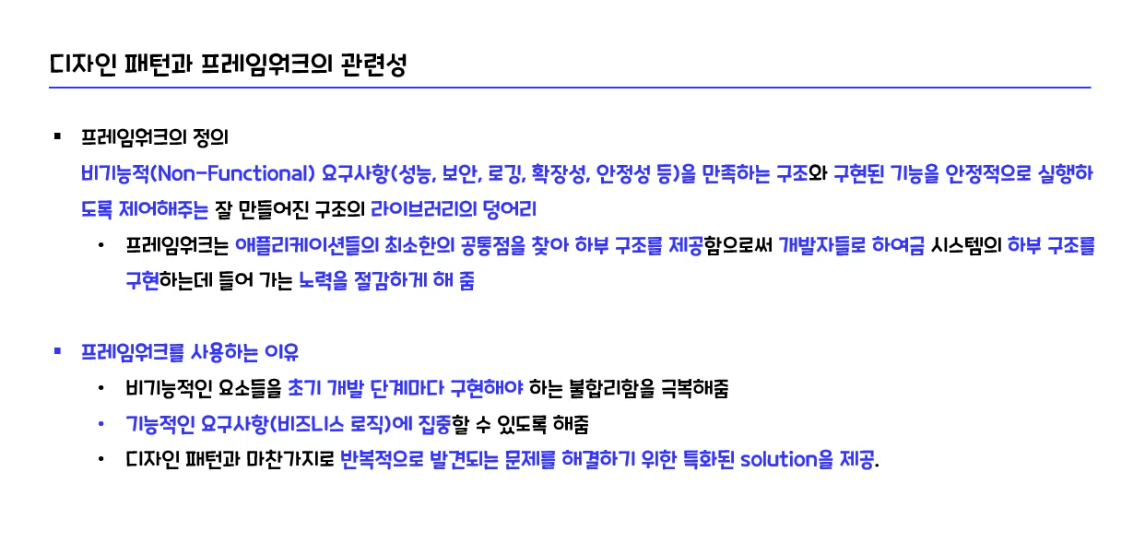 디자인 패턴과 프레임워크의 관련성
▪ 프레임워크의 정의
비기능적(Non-Functional) 요구사항(성능, 보안, 로깅, 확장성, 안정성 등)을 만족하는 구조와 구현된 기능을 안정적으로 실행하
도록 제어해주는 잘 만들어진 구조의 라이브러리의 덩어리
• 프레임워크는 애플리케이션들의 최소한의 공통점을 찾아 하부 구조를 제공함으로써 개발자들로 하여금 시스템의 하부 구조를
구현하는데 들어 가는 노력을 절감하게 해 줌
▪ 프레임워크를 사용하는 이유
• 비기능적인 요소들을 초기 개발 단계마다 구현해야 하는 불합리함을 극복해줌
• 기능적인 요구사항(비즈니스 로직)에 집중할 수 있도록 해줌
• 디자인 패턴과 마찬가지로 반복적으로 발견되는 문제를 해결하기 위한 특화된 solution을 제공.